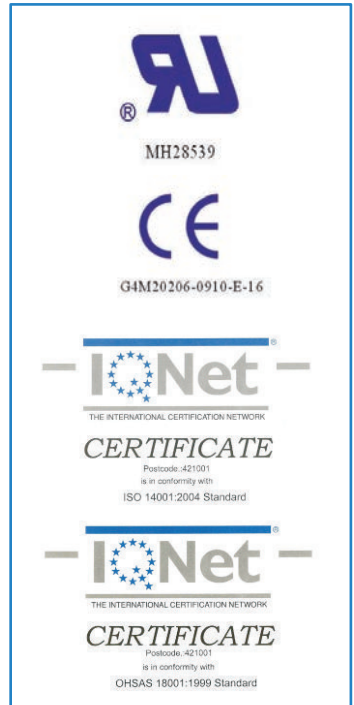 RU ®
MH28539
CE
G4M20206-0910-E-16
IQNet ®
THE INTERNATIONAL CERTIFICATION NETWORK
CERTIFICATE
Postcode.:421001
is in conformity with
ISO 14001:2004 Standard
IQNet ®
THE INTERNATIONAL CERTIFICATION NETWORK
CERTIFICATE
Postcode.:421001
is in conformity with
OHSAS 18001:1999 Standard